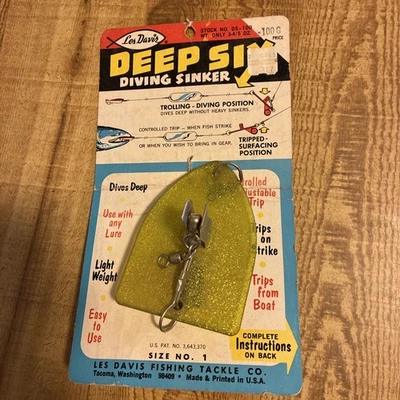 Les Davis
STOCK NO. DS-100
WT. ONLY 3-4/5 OZ.
-100 G
PRICE
DEEP SI
DIVING SINKER
TROLLING - DIVING POSITION
DIVES DEEP WITHOUT HEAVY SINKERS.
CONTROLLED TRIP - WHEN FISH STRIKE
OR WHEN YOU WISH TO BRING IN GEAR.
TRIPPED-
SURFACING
POSITION
Dives Deep
Use with
any
Lure
Light
Weight
Easy
to
Use
rolled
ustable
Trip
Trips
on
trike
Trips
from
Boat
COMPLETE
Instructions
ON BACK
U.S. PAT. NO. 3,643,370
SIZE NO. 1
LES DAVIS FISHING TACKLE CO.
Tacoma, Washington 98409 • Made & Printed in U.S.A.